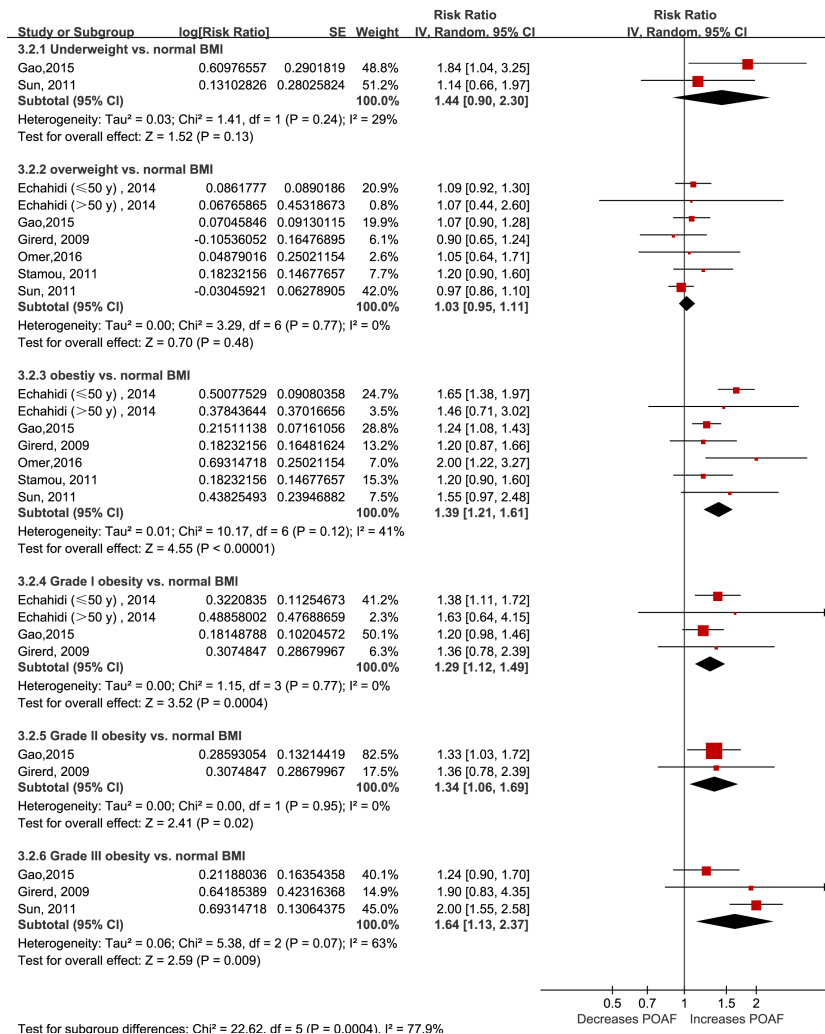 Risk Ratio Risk Ratio
Study or Subgroup log[Risk Ratio] SE Weight IV, Random, 95% CI IV, Random, 95% CI
3.2.1 Underweight vs. normal BMI
Gao,2015 0.60976557 0.2901819 48.8% 1.84 [1.04, 3.25]
Sun, 2011 0.13102826 0.28025824 51.2% 1.14 [0.66, 1.97]
Subtotal (95% CI) 100.0% 1.44 [0.90, 2.30]
Heterogeneity: Tau² = 0.03; Chi² = 1.41, df = 1 (P = 0.24); I² = 29%
Test for overall effect: Z = 1.52 (P = 0.13)
3.2.2 overweight vs. normal BMI
Echahidi (≤50 y) , 2014 0.0861777 0.0890186 20.9% 1.09 [0.92, 1.30]
Echahidi (>50 y) , 2014 0.06765865 0.45318673 0.8% 1.07 [0.44, 2.60]
Gao,2015 0.07045846 0.09130115 19.9% 1.07 [0.90, 1.28]
Girerd, 2009 -0.10536052 0.16476895 6.1% 0.90 [0.65, 1.24]
Omer,2016 0.04879016 0.25021154 2.6% 1.05 [0.64, 1.71]
Stamou, 2011 0.18232156 0.14677657 7.7% 1.20 [0.90, 1.60]
Sun, 2011 -0.03045921 0.06278905 42.0% 0.97 [0.86, 1.10]
Subtotal (95% CI) 100.0% 1.03 [0.95, 1.11]
Heterogeneity: Tau² = 0.00; Chi² = 3.29, df = 6 (P = 0.77); I² = 0%
Test for overall effect: Z = 0.70 (P = 0.48)
3.2.3 obestiy vs. normal BMI
Echahidi (≤50 y) , 2014 0.50077529 0.09080358 24.7% 1.65 [1.38, 1.97]
Echahidi (>50 y) , 2014 0.37843644 0.37016656 3.5% 1.46 [0.71, 3.02]
Gao,2015 0.21511138 0.07161056 28.8% 1.24 [1.08, 1.43]
Girerd, 2009 0.18232156 0.16481624 13.2% 1.20 [0.87, 1.66]
Omer,2016 0.69314718 0.25021154 7.0% 2.00 [1.22, 3.27]
Stamou, 2011 0.18232156 0.14677657 15.3% 1.20 [0.90, 1.60]
Sun, 2011 0.43825493 0.23946882 7.5% 1.55 [0.97, 2.48]
Subtotal (95% CI) 100.0% 1.39 [1.21, 1.61]
Heterogeneity: Tau² = 0.01; Chi² = 10.17, df = 6 (P = 0.12); I² = 41%
Test for overall effect: Z = 4.55 (P < 0.00001)
3.2.4 Grade I obesity vs. normal BMI
Echahidi (≤50 y) , 2014 0.3220835 0.11254673 41.2% 1.38 [1.11, 1.72]
Echahidi (>50 y) , 2014 0.48858002 0.47688659 2.3% 1.63 [0.64, 4.15]
Gao,2015 0.18148788 0.10204572 50.1% 1.20 [0.98, 1.46]
Girerd, 2009 0.3074847 0.28679967 6.3% 1.36 [0.78, 2.39]
Subtotal (95% CI) 100.0% 1.29 [1.12, 1.49]
Heterogeneity: Tau² = 0.00; Chi² = 1.15, df = 3 (P = 0.77); I² = 0%
Test for overall effect: Z = 3.52 (P = 0.0004)
3.2.5 Grade II obesity vs. normal BMI
Gao,2015 0.28593054 0.13214419 82.5% 1.33 [1.03, 1.72]
Girerd, 2009 0.3074847 0.28679967 17.5% 1.36 [0.78, 2.39]
Subtotal (95% CI) 100.0% 1.34 [1.06, 1.69]
Heterogeneity: Tau² = 0.00; Chi² = 0.00, df = 1 (P = 0.95); I² = 0%
Test for overall effect: Z = 2.41 (P = 0.02)
3.2.6 Grade III obesity vs. normal BMI
Gao,2015 0.21188036 0.16354358 40.1% 1.24 [0.90, 1.70]
Girerd, 2009 0.64185389 0.42316368 14.9% 1.90 [0.83, 4.35]
Sun, 2011 0.69314718 0.13064375 45.0% 2.00 [1.55, 2.58]
Subtotal (95% CI) 100.0% 1.64 [1.13, 2.37]
Heterogeneity: Tau² = 0.06; Chi² = 5.38, df = 2 (P = 0.07); I² = 63%
Test for overall effect: Z = 2.59 (P = 0.009)
0.5 0.7 1 1.5 2
Decreases POAF Increases POAF
Test for subgroup differences: Chi² = 22.62, df = 5 (P = 0.0004), I² = 77.9%